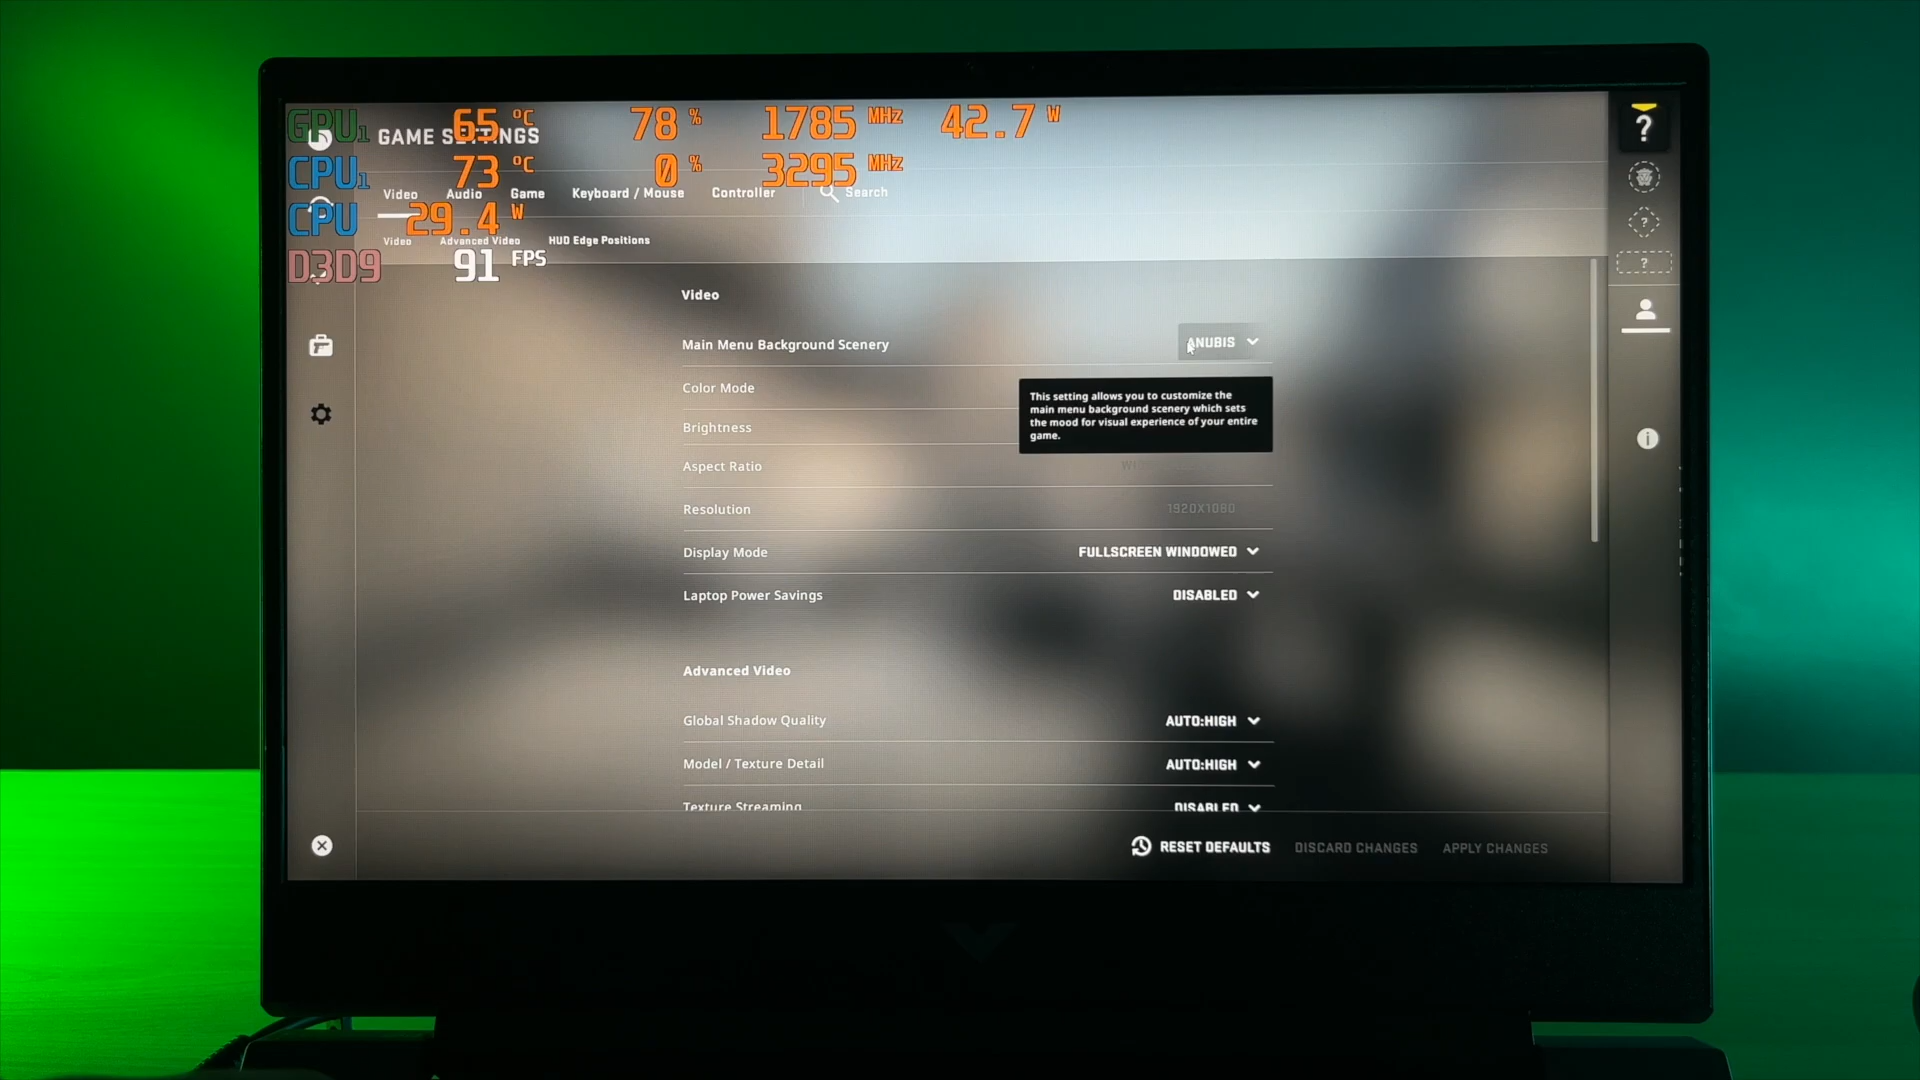 GPU1 65 °C 78 % 1785 MHz 42.7 W
GAME SETTINGS
CPU1 73 °C 0 % 3295 MHz
Video Audio Game Keyboard / Mouse Controller Search
CPU 29.4 W
Video Advanced Video HUD Edge Positions
D3D9 91 FPS
Video
Main Menu Background Scenery ANUBIS
Color Mode
This setting allows you to customize the
main menu background scenery which sets
the mood for visual experience of your entire
game.
Brightness
Aspect Ratio
Resolution 1920X1080
Display Mode FULLSCREEN WINDOWED
Laptop Power Savings DISABLED
Advanced Video
Global Shadow Quality AUTO:HIGH
Model / Texture Detail AUTO:HIGH
Texture Streaming DISABLED
RESET DEFAULTS DISCARD CHANGES APPLY CHANGES